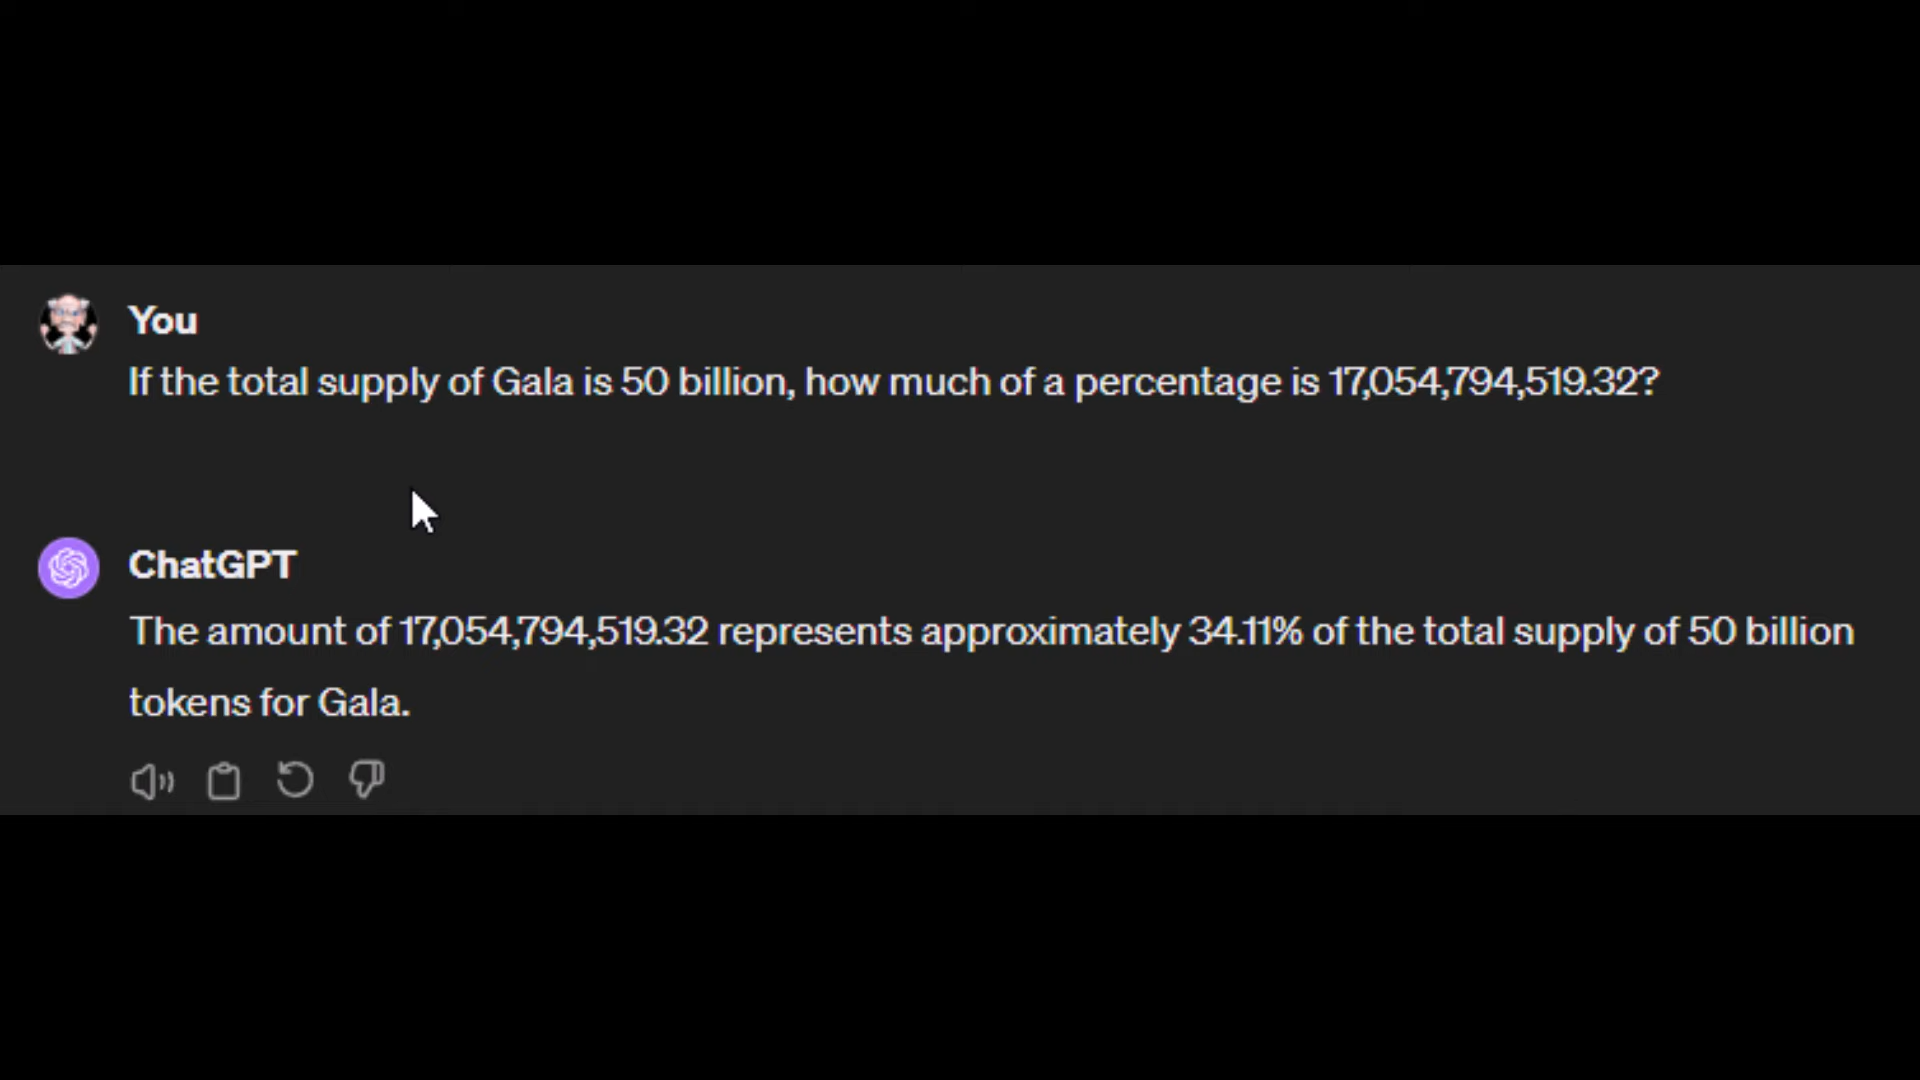 You
If the total supply of Gala is 50 billion, how much of a percentage is 17,054,794,519.32?
ChatGPT
The amount of 17,054,794,519.32 represents approximately 34.11% of the total supply of 50 billion
tokens for Gala.